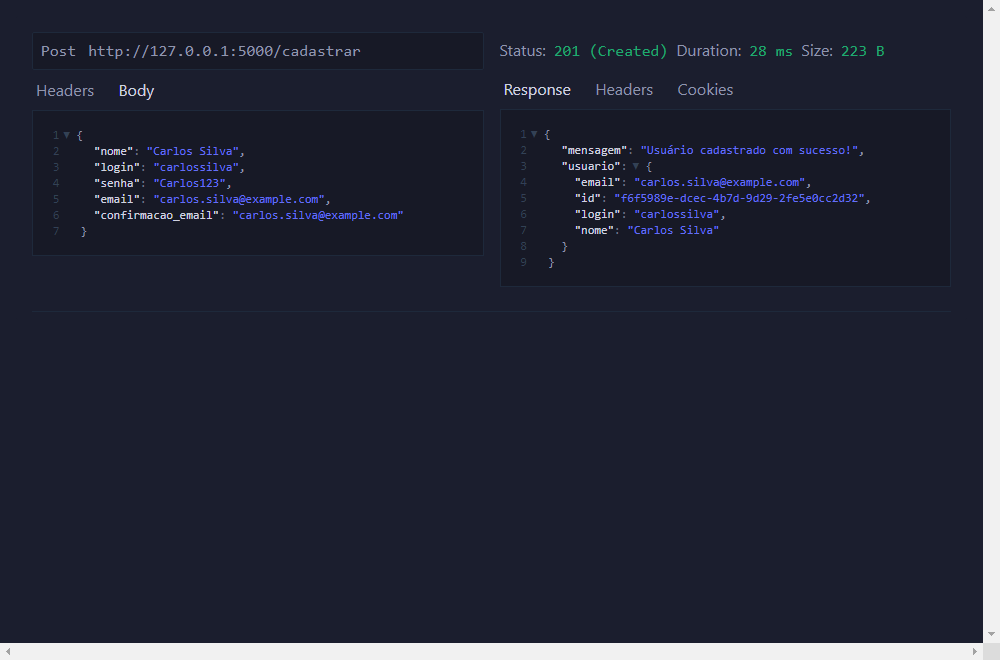 Post http://127.0.0.1:5000/cadastrar
Status: 201 (Created) Duration: 28 ms Size: 223 B
Headers Body
Response Headers Cookies
1 {
2 "nome": "Carlos Silva",
3 "login": "carlossilva",
4 "senha": "Carlos123",
5 "email": "carlos.silva@example.com",
6 "confirmacao_email": "carlos.silva@example.com"
7 }
1 {
2 "mensagem": "Usuário cadastrado com sucesso!",
3 "usuario": {
4 "email": "carlos.silva@example.com",
5 "id": "f6f5989e-dcec-4b7d-9d29-2fe5e0cc2d32",
6 "login": "carlossilva",
7 "nome": "Carlos Silva"
8 }
9 }